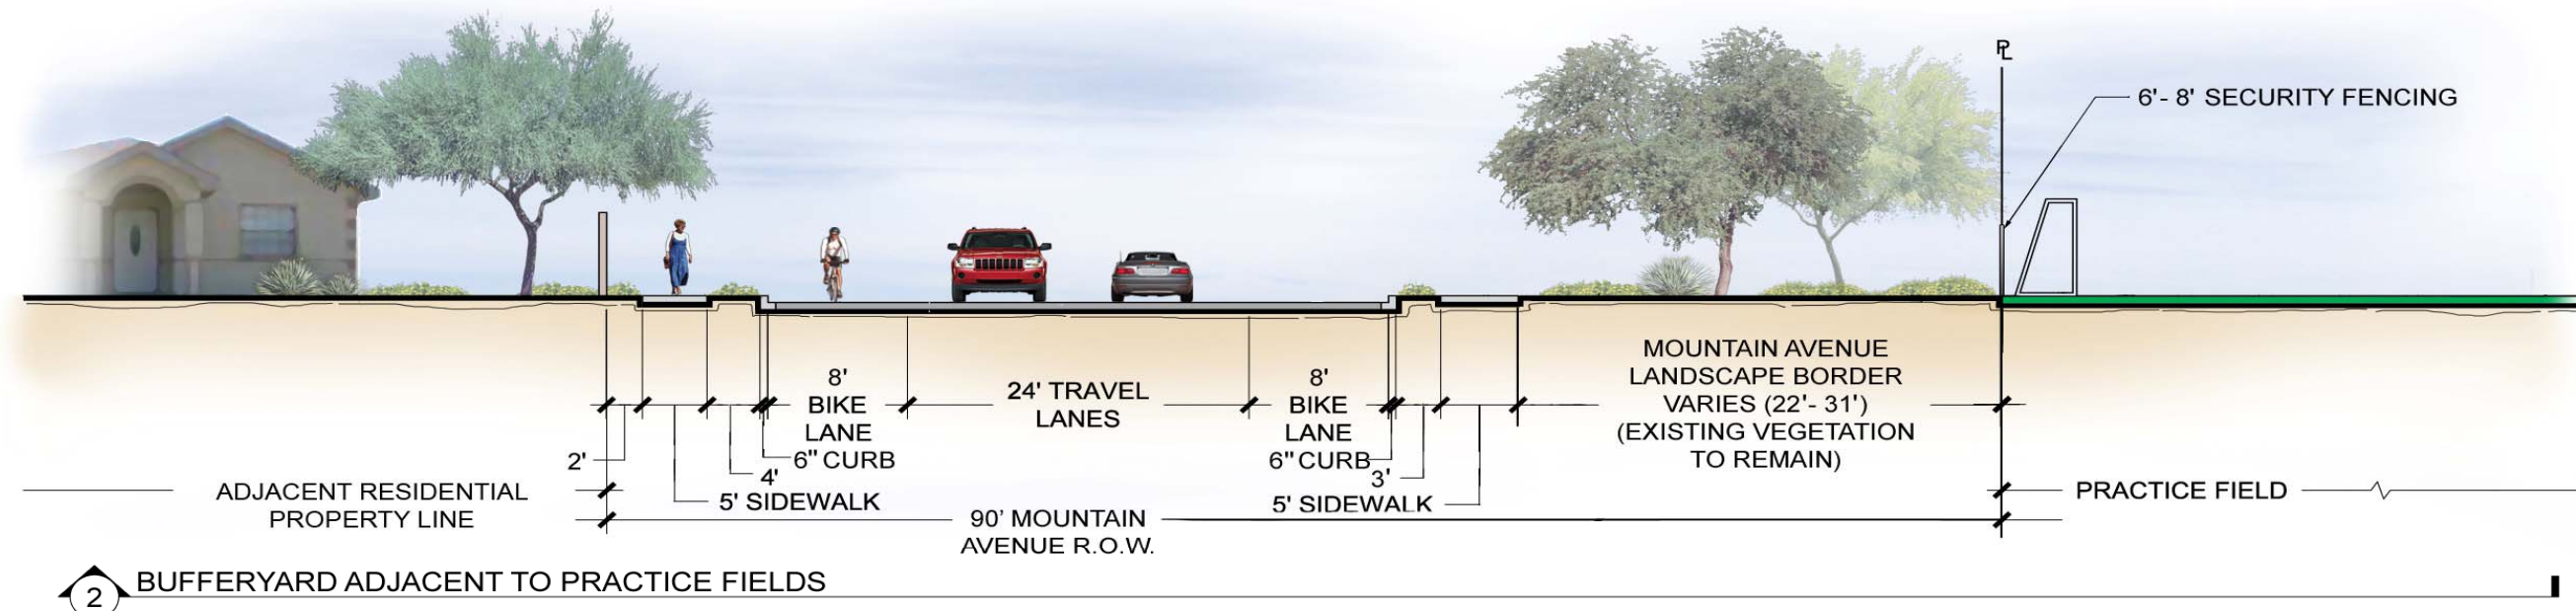 PL
6'- 8' SECURITY FENCING
2'
5' SIDEWALK
4'
6" CURB
8'
BIKE
LANE
24' TRAVEL
LANES
8'
BIKE
LANE
6" CURB
3'
5' SIDEWALK
MOUNTAIN AVENUE
LANDSCAPE BORDER
VARIES (22'- 31')
(EXISTING VEGETATION
TO REMAIN)
ADJACENT RESIDENTIAL
PROPERTY LINE
90’ MOUNTAIN
AVENUE R.O.W.
PRACTICE FIELD
2
BUFFERYARD ADJACENT TO PRACTICE FIELDS